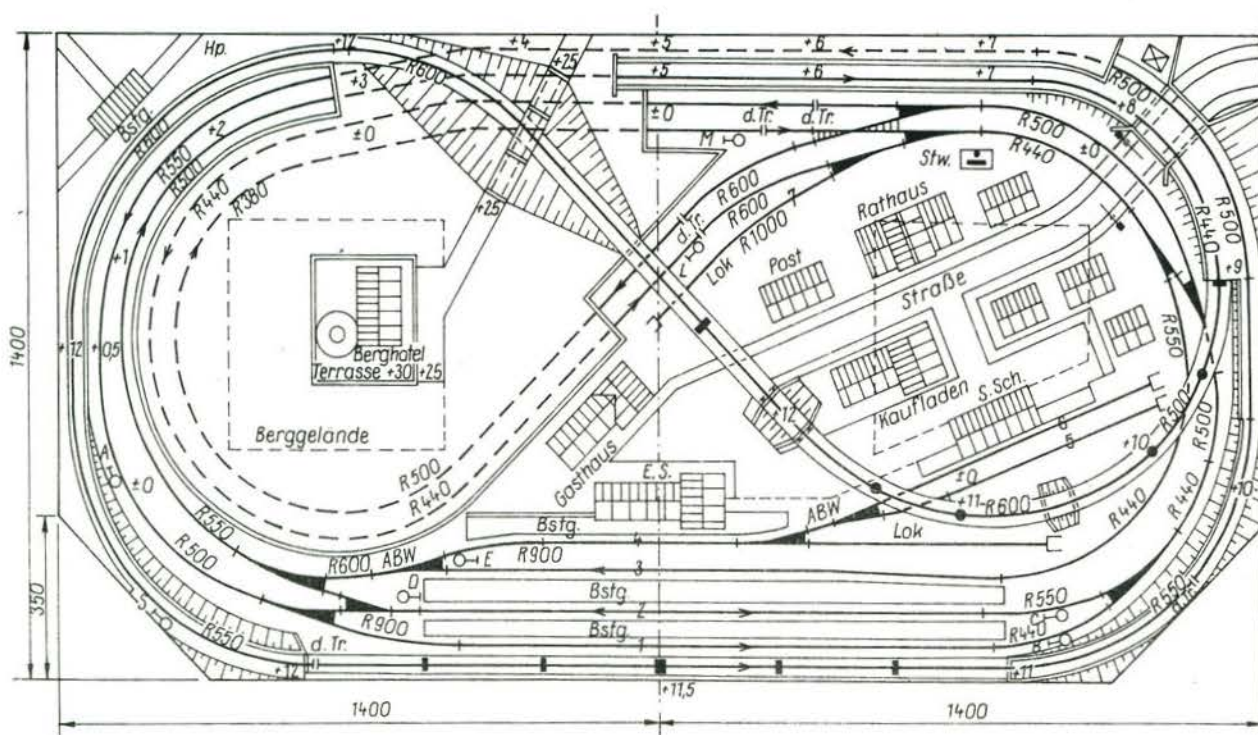 Hp.
+12
+4
+25
+5
+6
+7
R600
+3
+5
+6
+7
R500
+8
Bstg.
R600
+2
R550
R500
±0
±0
d.Tr.
d.Tr.
M
R500
R440
±0
Stw.
R440
R380
+25
R600
R600
R1000
7
d.Tr.
L
Lok
Rathaus
Post
Straße
R440
R500
+9
+1
R550
+12
+0,5
Berghotel
Terrasse +30
+25
Berggelände
Kaufladen
S.Sch.
6
5
R500
R500
+12
+10
Gasthaus
R500
R440
A
±0
±0
+11
R600
+10,5
R440
R440
E.S.
Bstg.
ABW
Lok
R550
R500
R600
ABW
R900
4
E
3
D
Bstg.
2
R550
C
R550
d.Tr.
R900
Bstg.
R440
B
1
S
R550
d. Tr.
+12
+11
+11,5
1400
350
1400
1400